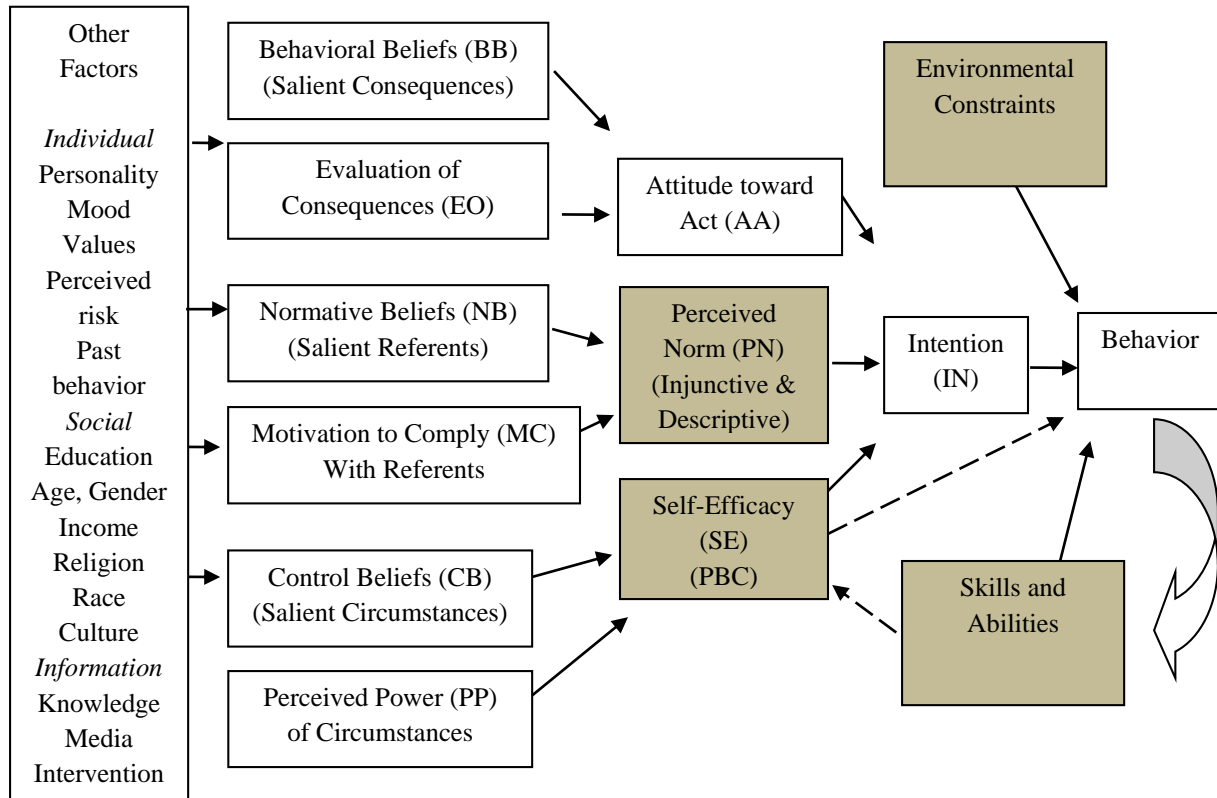 Other
Factors
Individual
Personality
Mood
Values
Perceived
risk
Past
behavior
Social
Education
Age, Gender
Income
Religion
Race
Culture
Information
Knowledge
Media
Intervention
Behavioral Beliefs (BB)
(Salient Consequences)
Evaluation of
Consequences (EO)
Normative Beliefs (NB)
(Salient Referents)
Motivation to Comply (MC)
With Referents
Control Beliefs (CB)
(Salient Circumstances)
Perceived Power (PP)
of Circumstances
Attitude toward
Act (AA)
Perceived
Norm (PN)
(Injunctive &
Descriptive)
Self-Efficacy
(SE)
(PBC)
Environmental
Constraints
Intention
(IN)
Behavior
Skills and
Abilities